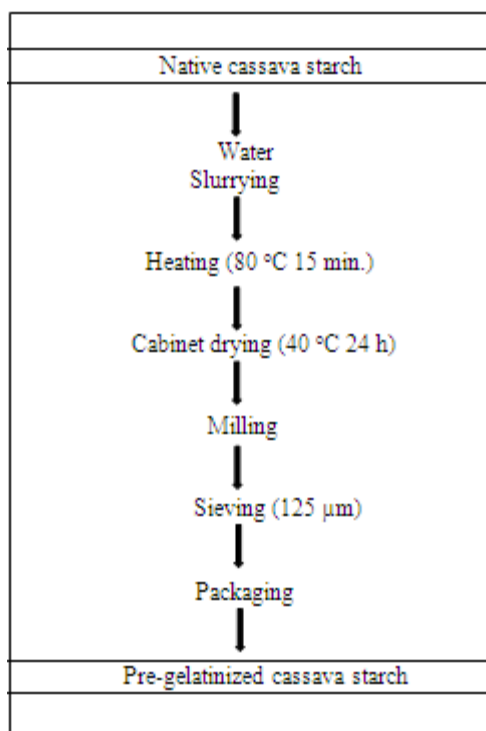 Native cassava starch
Water
Slurrying
Heating (80 °C 15 min.)
Cabinet drying (40 °C 24 h)
Milling
Sieving (125 µm)
Packaging
Pre-gelatinized cassava starch